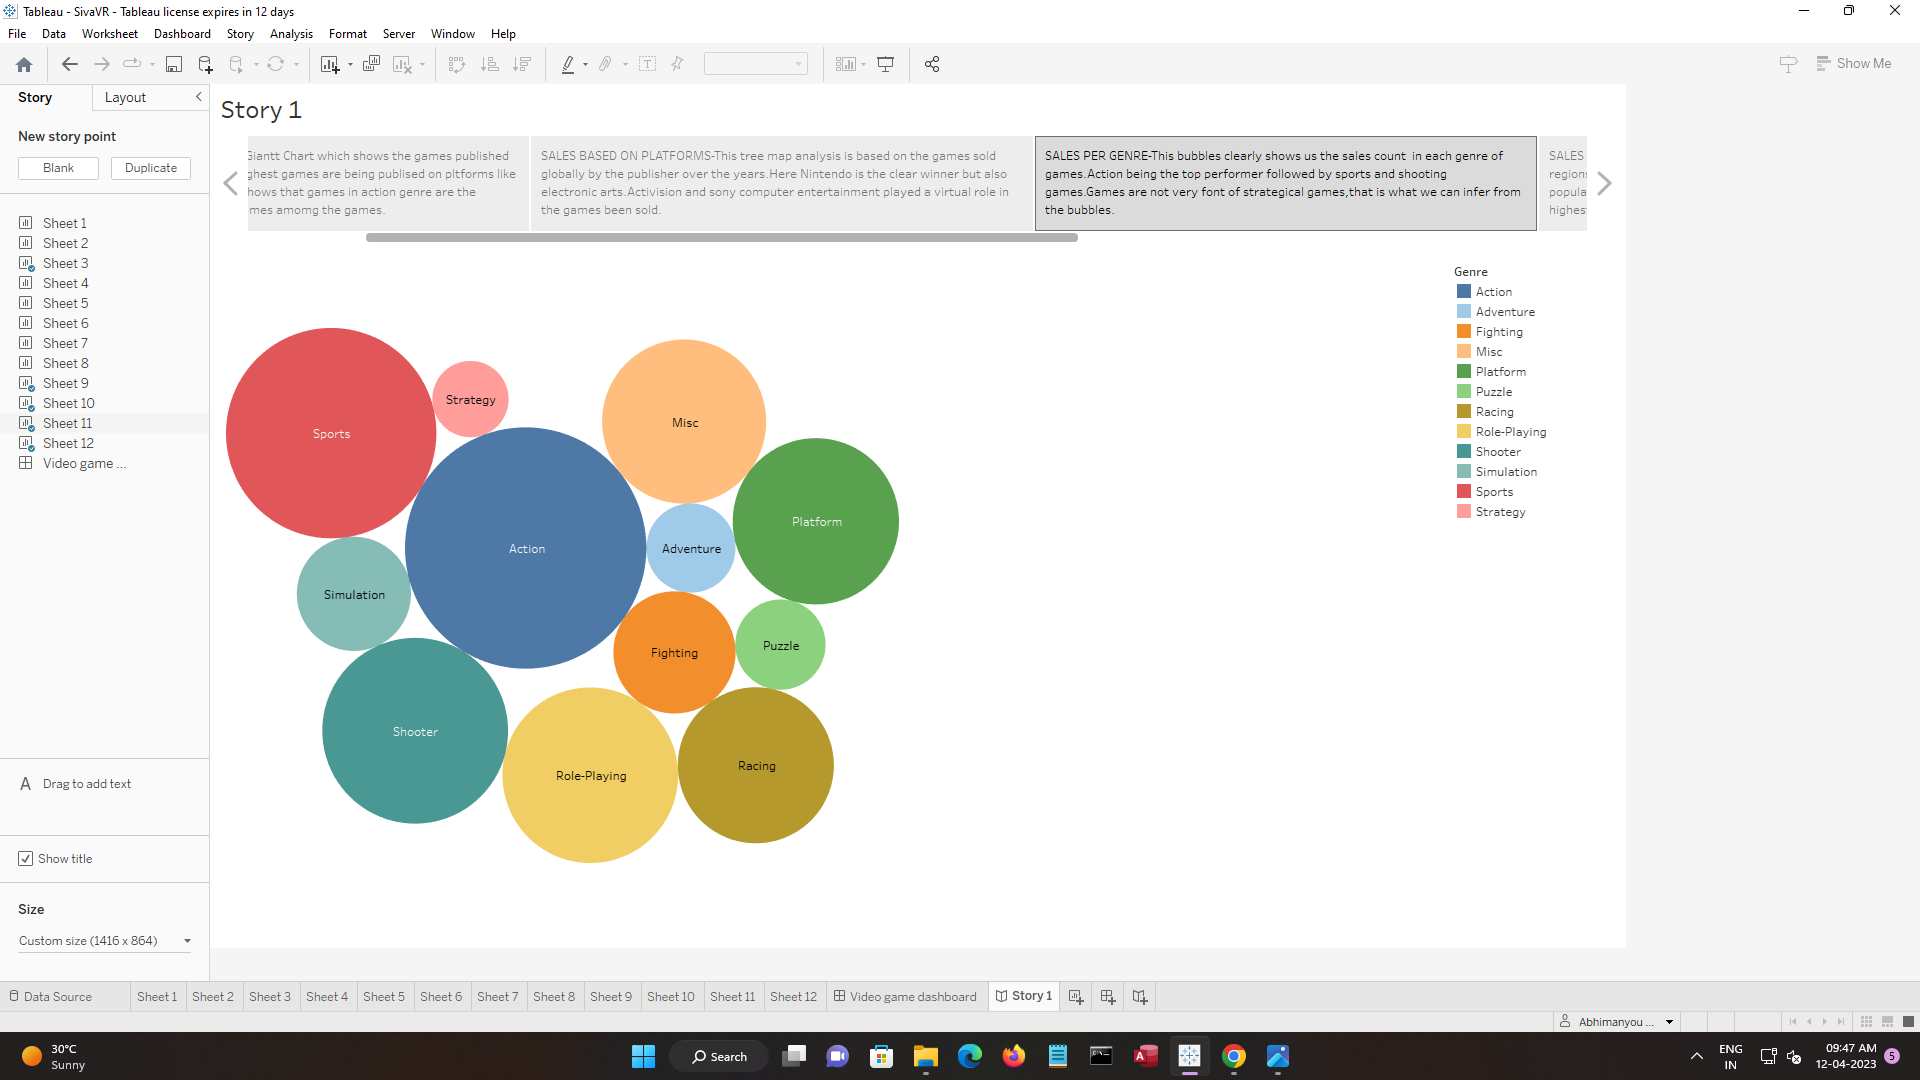 Tableau - SivaVR - Tableau license expires in 12 days
File Data Worksheet Dashboard Story Analysis Format Server Window Help
Show Me
Story Layout
New story point
Blank Duplicate
Sheet 1
Sheet 2
Sheet 3
Sheet 4
Sheet 5
Sheet 6
Sheet 7
Sheet 8
Sheet 9
Sheet 10
Sheet 11
Sheet 12
Video game ...
A Drag to add text
Show title
Size
Custom size (1416 x 864)
Story 1
Giantt Chart which shows the games published
ghest games are being publised on pltforms like
hows that games in action genre are the
mes amomg the games.
SALES BASED ON PLATFORMS-This tree map analysis is based on the games sold
globally by the publisher over the years.Here Nintendo is the clear winner but also
electronic arts.Activision and sony computer entertainment played a virtual role in
the games been sold.
SALES PER GENRE-This bubbles clearly shows us the sales count in each genre of
games.Action being the top performer followed by sports and shooting
games.Games are not very font of strategical games,that is what we can infer from
the bubbles.
SALES
region
popula
highes
Sports
Strategy
Misc
Platform
Action
Adventure
Simulation
Fighting
Puzzle
Shooter
Role-Playing
Racing
Genre
Action
Adventure
Fighting
Misc
Platform
Puzzle
Racing
Role-Playing
Shooter
Simulation
Sports
Strategy
Data Source Sheet 1 Sheet 2 Sheet 3 Sheet 4 Sheet 5 Sheet 6 Sheet 7 Sheet 8 Sheet 9 Sheet 10 Sheet 11 Sheet 12 Video game dashboard Story 1
Abhimanyou ...
30°C
Sunny
Search
ENG
IN
09:47 AM
12-04-2023
5